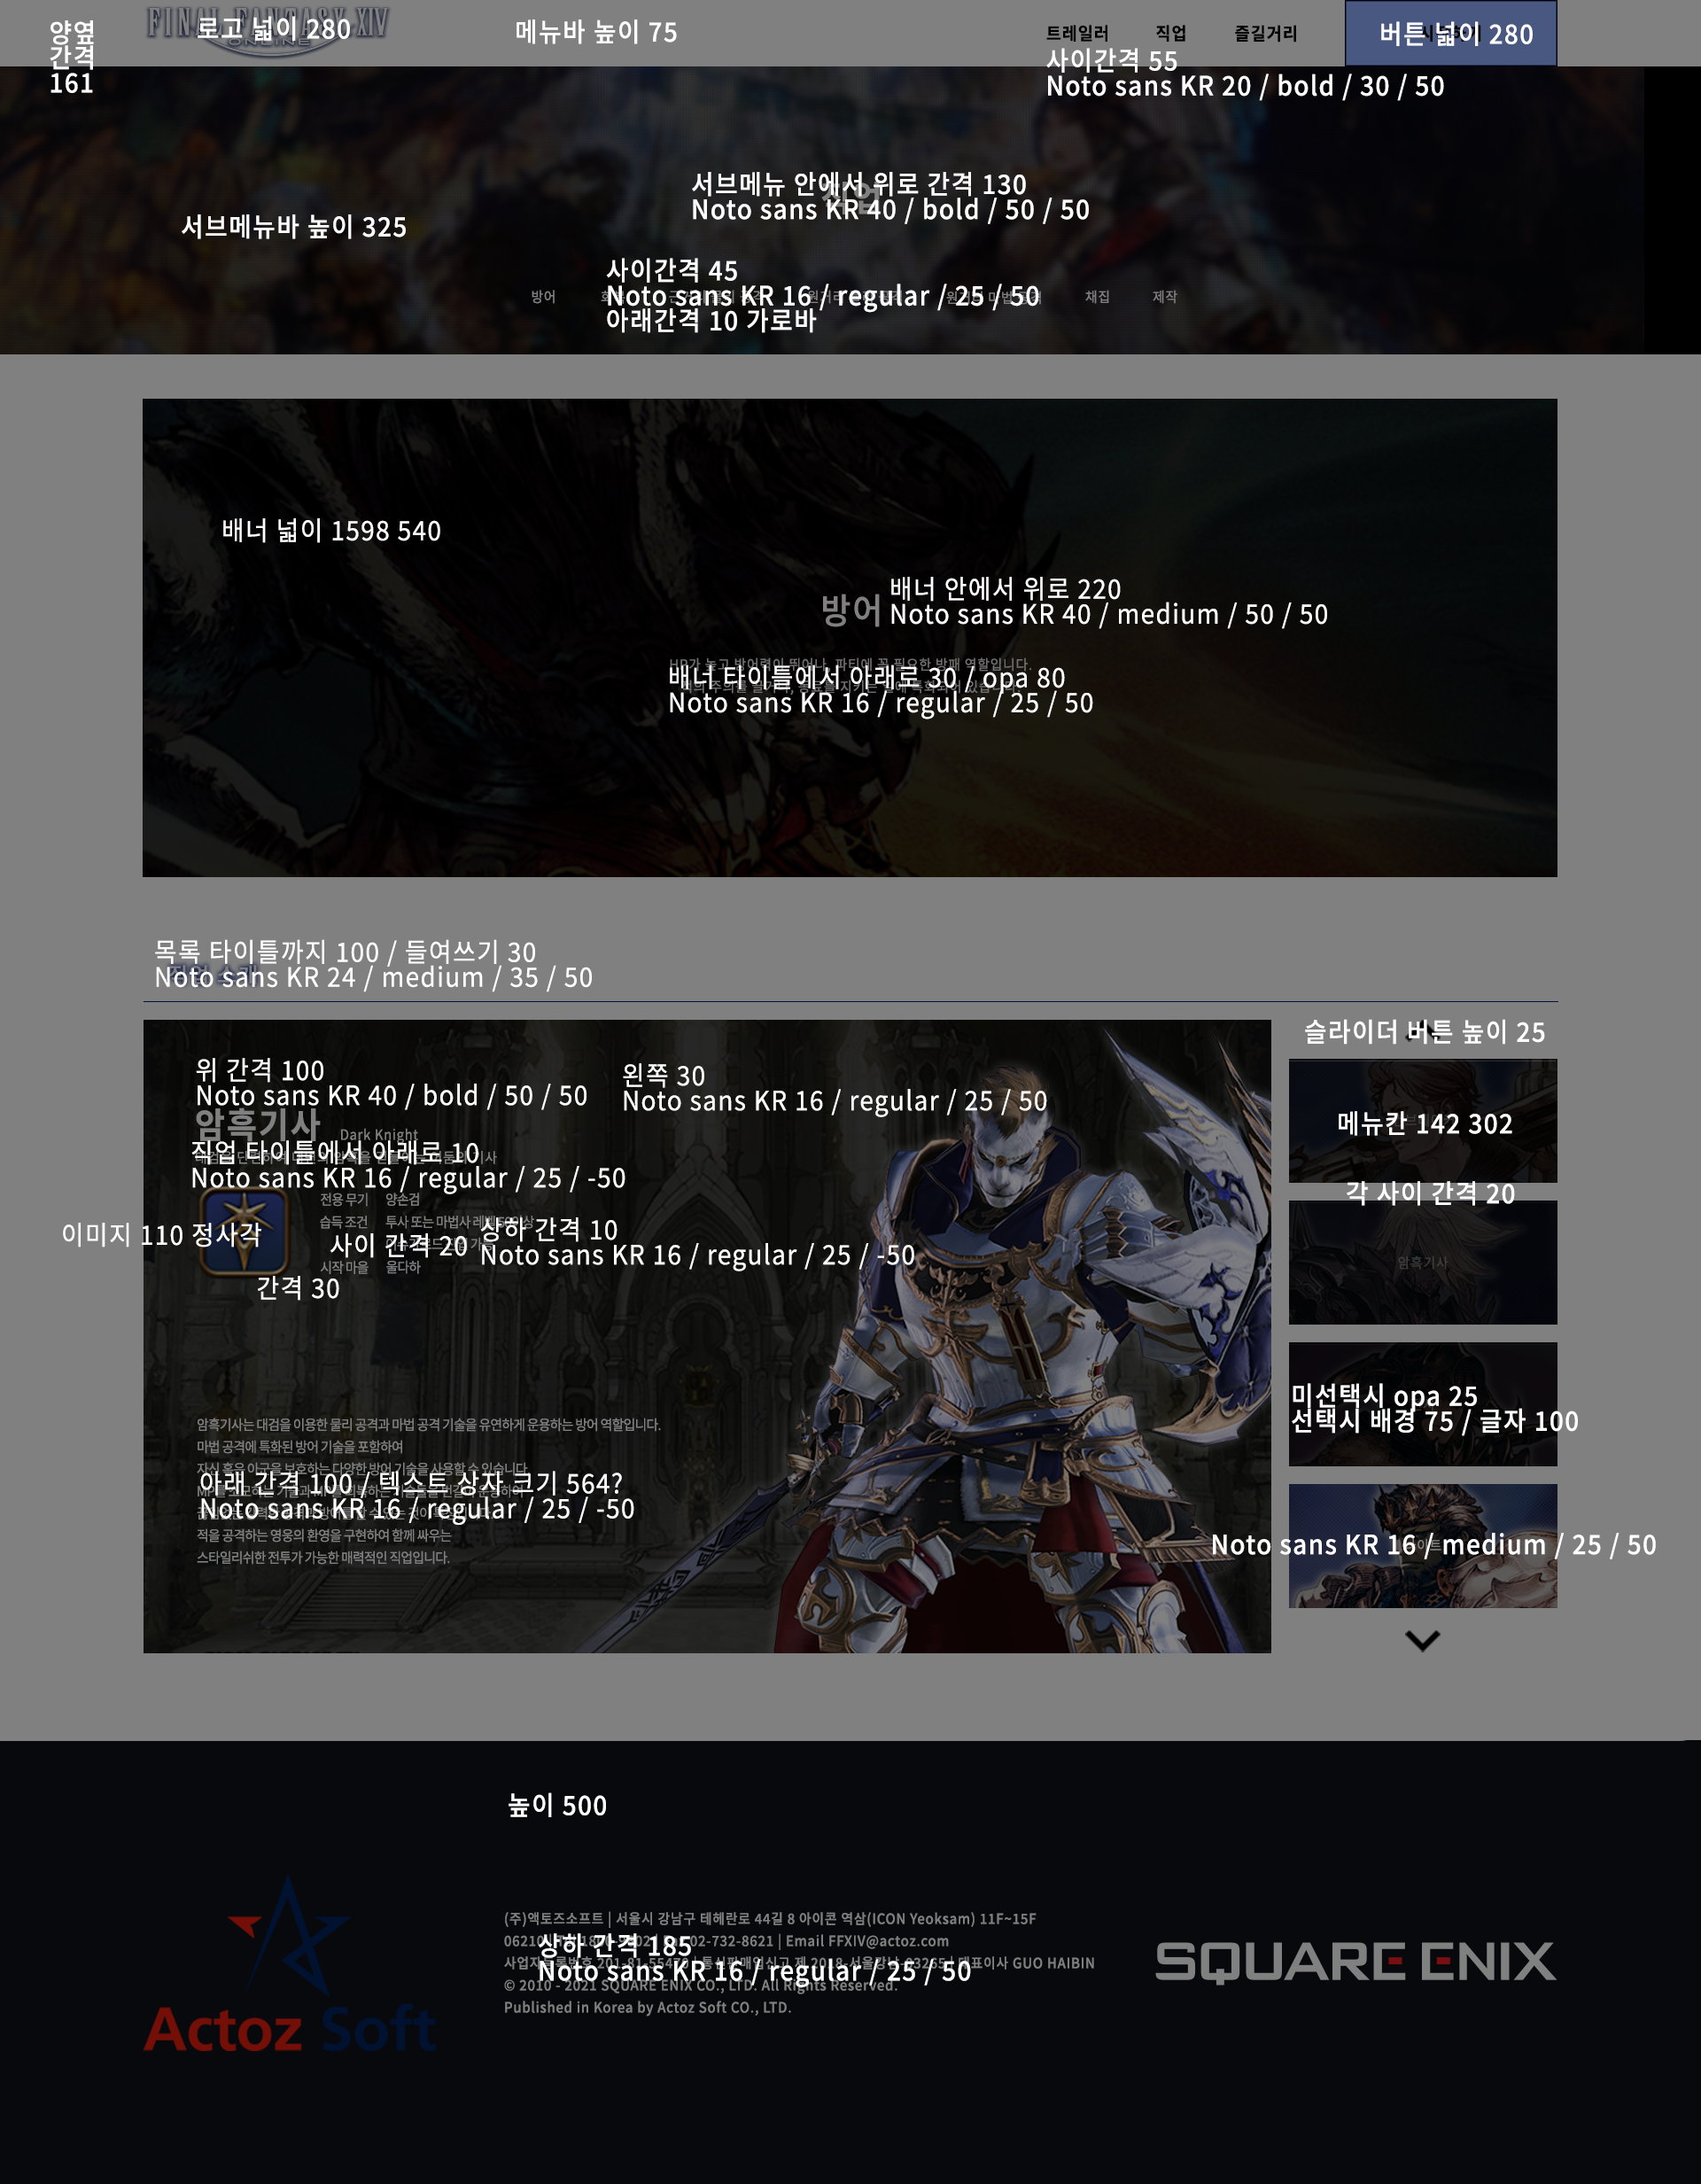 양옆
간격
161
FINAL FANTASY XIV
ONLINE
로고 넓이 280
메뉴바 높이 75
트레일러
직업
즐길거리
버튼 넓이 280
사이간격 55
Noto sans KR 20 / bold / 30 / 50
서브메뉴 안에서 위로 간격 130
Noto sans KR 40 / bold / 50 / 50
직업
서브메뉴바 높이 325
사이간격 45
Noto sans KR 16 / regular / 25 / 50
아래간격 10 가로바
방어
채집
제작
배너 넓이 1598 540
배너 안에서 위로 220
Noto sans KR 40 / medium / 50 / 50
방어
HP가 높고 방어력이 뛰어나, 파티에 꼭 필요한 방패 역할입니다.
배너 타이틀에서 아래로 30 / opa 80
Noto sans KR 16 / regular / 25 / 50
목록 타이틀까지 100 / 들여쓰기 30
Noto sans KR 24 / medium / 35 / 50
슬라이더 버튼 높이 25
위 간격 100
Noto sans KR 40 / bold / 50 / 50
왼쪽 30
Noto sans KR 16 / regular / 25 / 50
암흑기사
Dark Knight
직업 타이틀에서 아래로 10
Noto sans KR 16 / regular / 25 / -50
전용 무기 양손검
습득 조건 투사 또는 마법사 레벨
이미지 110 정사각
사이 간격 20
상하 간격 10
Noto sans KR 16 / regular / 25 / -50
시작 마을 울다하
간격 30
메뉴칸 142 302
각 사이 간격 20
암흑기사
미선택시 opa 25
선택시 배경 75 / 글자 100
Noto sans KR 16 / medium / 25 / 50
암흑기사는 대검을 이용한 물리 공격과 마법 공격 기술을 유연하게 운용하는 방어 역할입니다.
마법 공격에 특화된 방어 기술을 포함하여
자신 혹은 아군을 보호하는 다양한 방어 기술을 사용할 수 있습니다.
아래 간격 100 / 텍스트 상자 크기 564?
Noto sans KR 16 / regular / 25 / -50
적을 공격하는 영웅의 환영을 구현하여 함께 싸우는
스타일리쉬한 전투가 가능한 매력적인 직업입니다.
높이 500
Actoz Soft
(주)액토즈소프트 | 서울시 강남구 테헤란로 44길 8 아이콘 역삼(ICON Yeoksam) 11F~15F
02-732-8621 | Email FFXIV@actoz.com
상하 간격 185
대표이사 GUO HAIBIN
Noto sans KR 16 / regular / 25 / 50
© 2010 - 2021 SQUARE ENIX CO., LTD. All Rights Reserved.
Published in Korea by Actoz Soft CO., LTD.
SQUARE ENIX